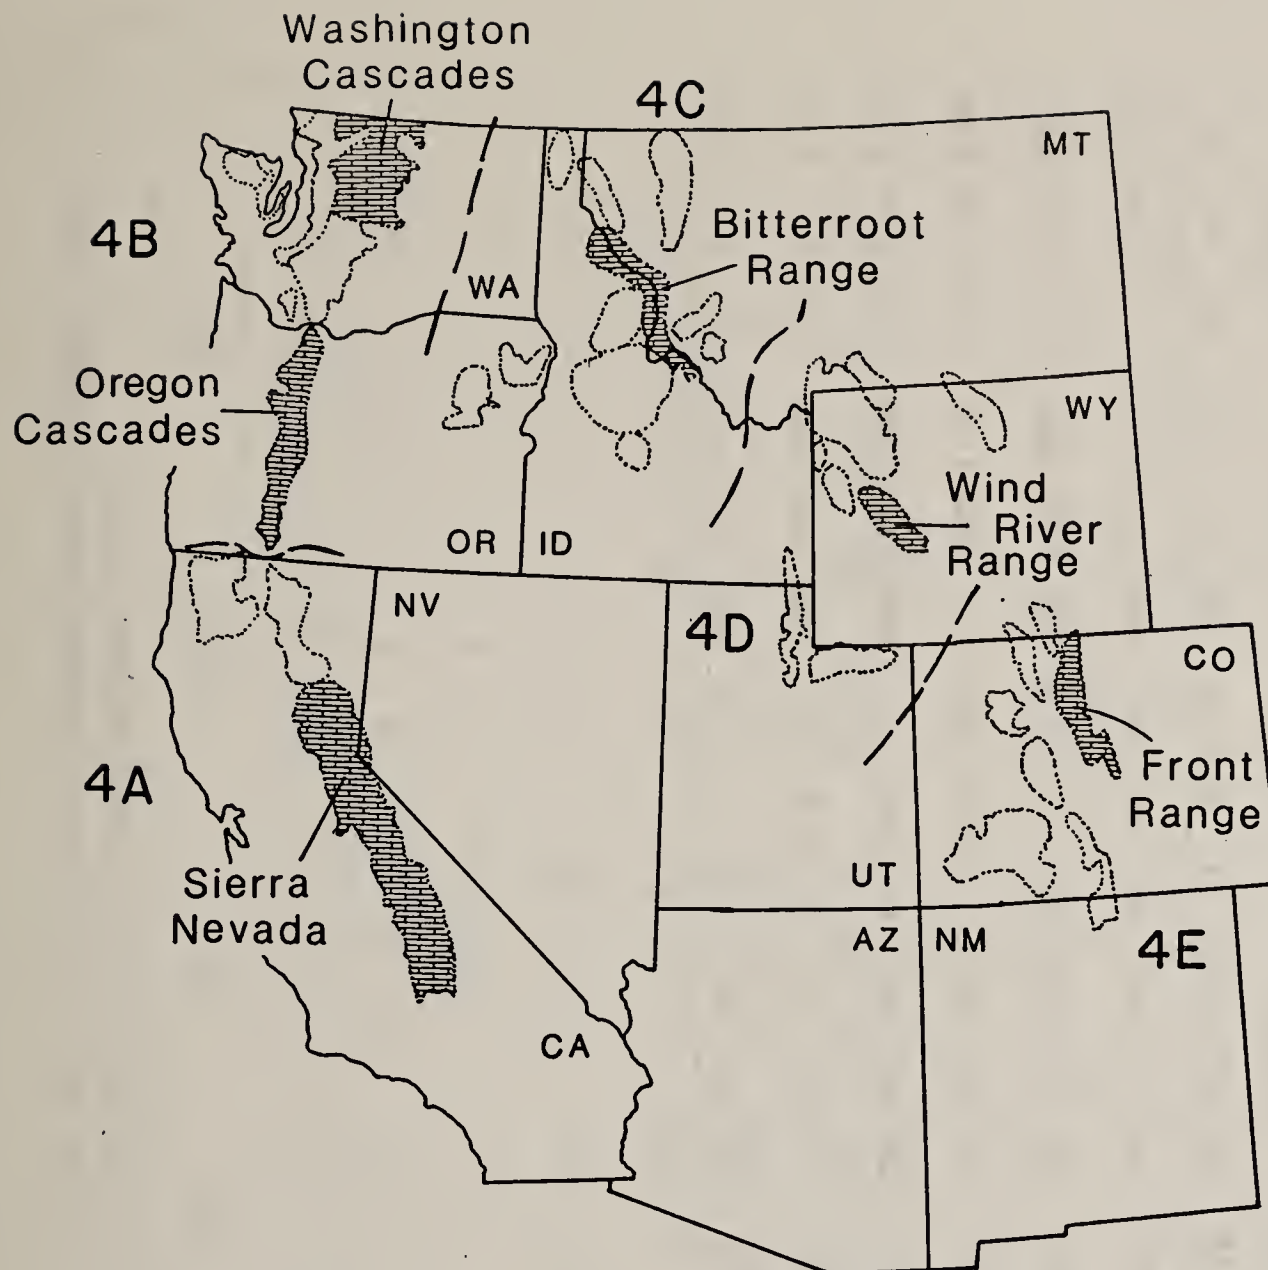 Washington
Cascades
4C
MT
4B
Bitterroot
Range
WA
Oregon
Cascades
WY
Wind
River
Range
OR
ID
NV
4D
CO
4A
Front
Range
Sierra
Nevada
UT
AZ
NM
4E
CA